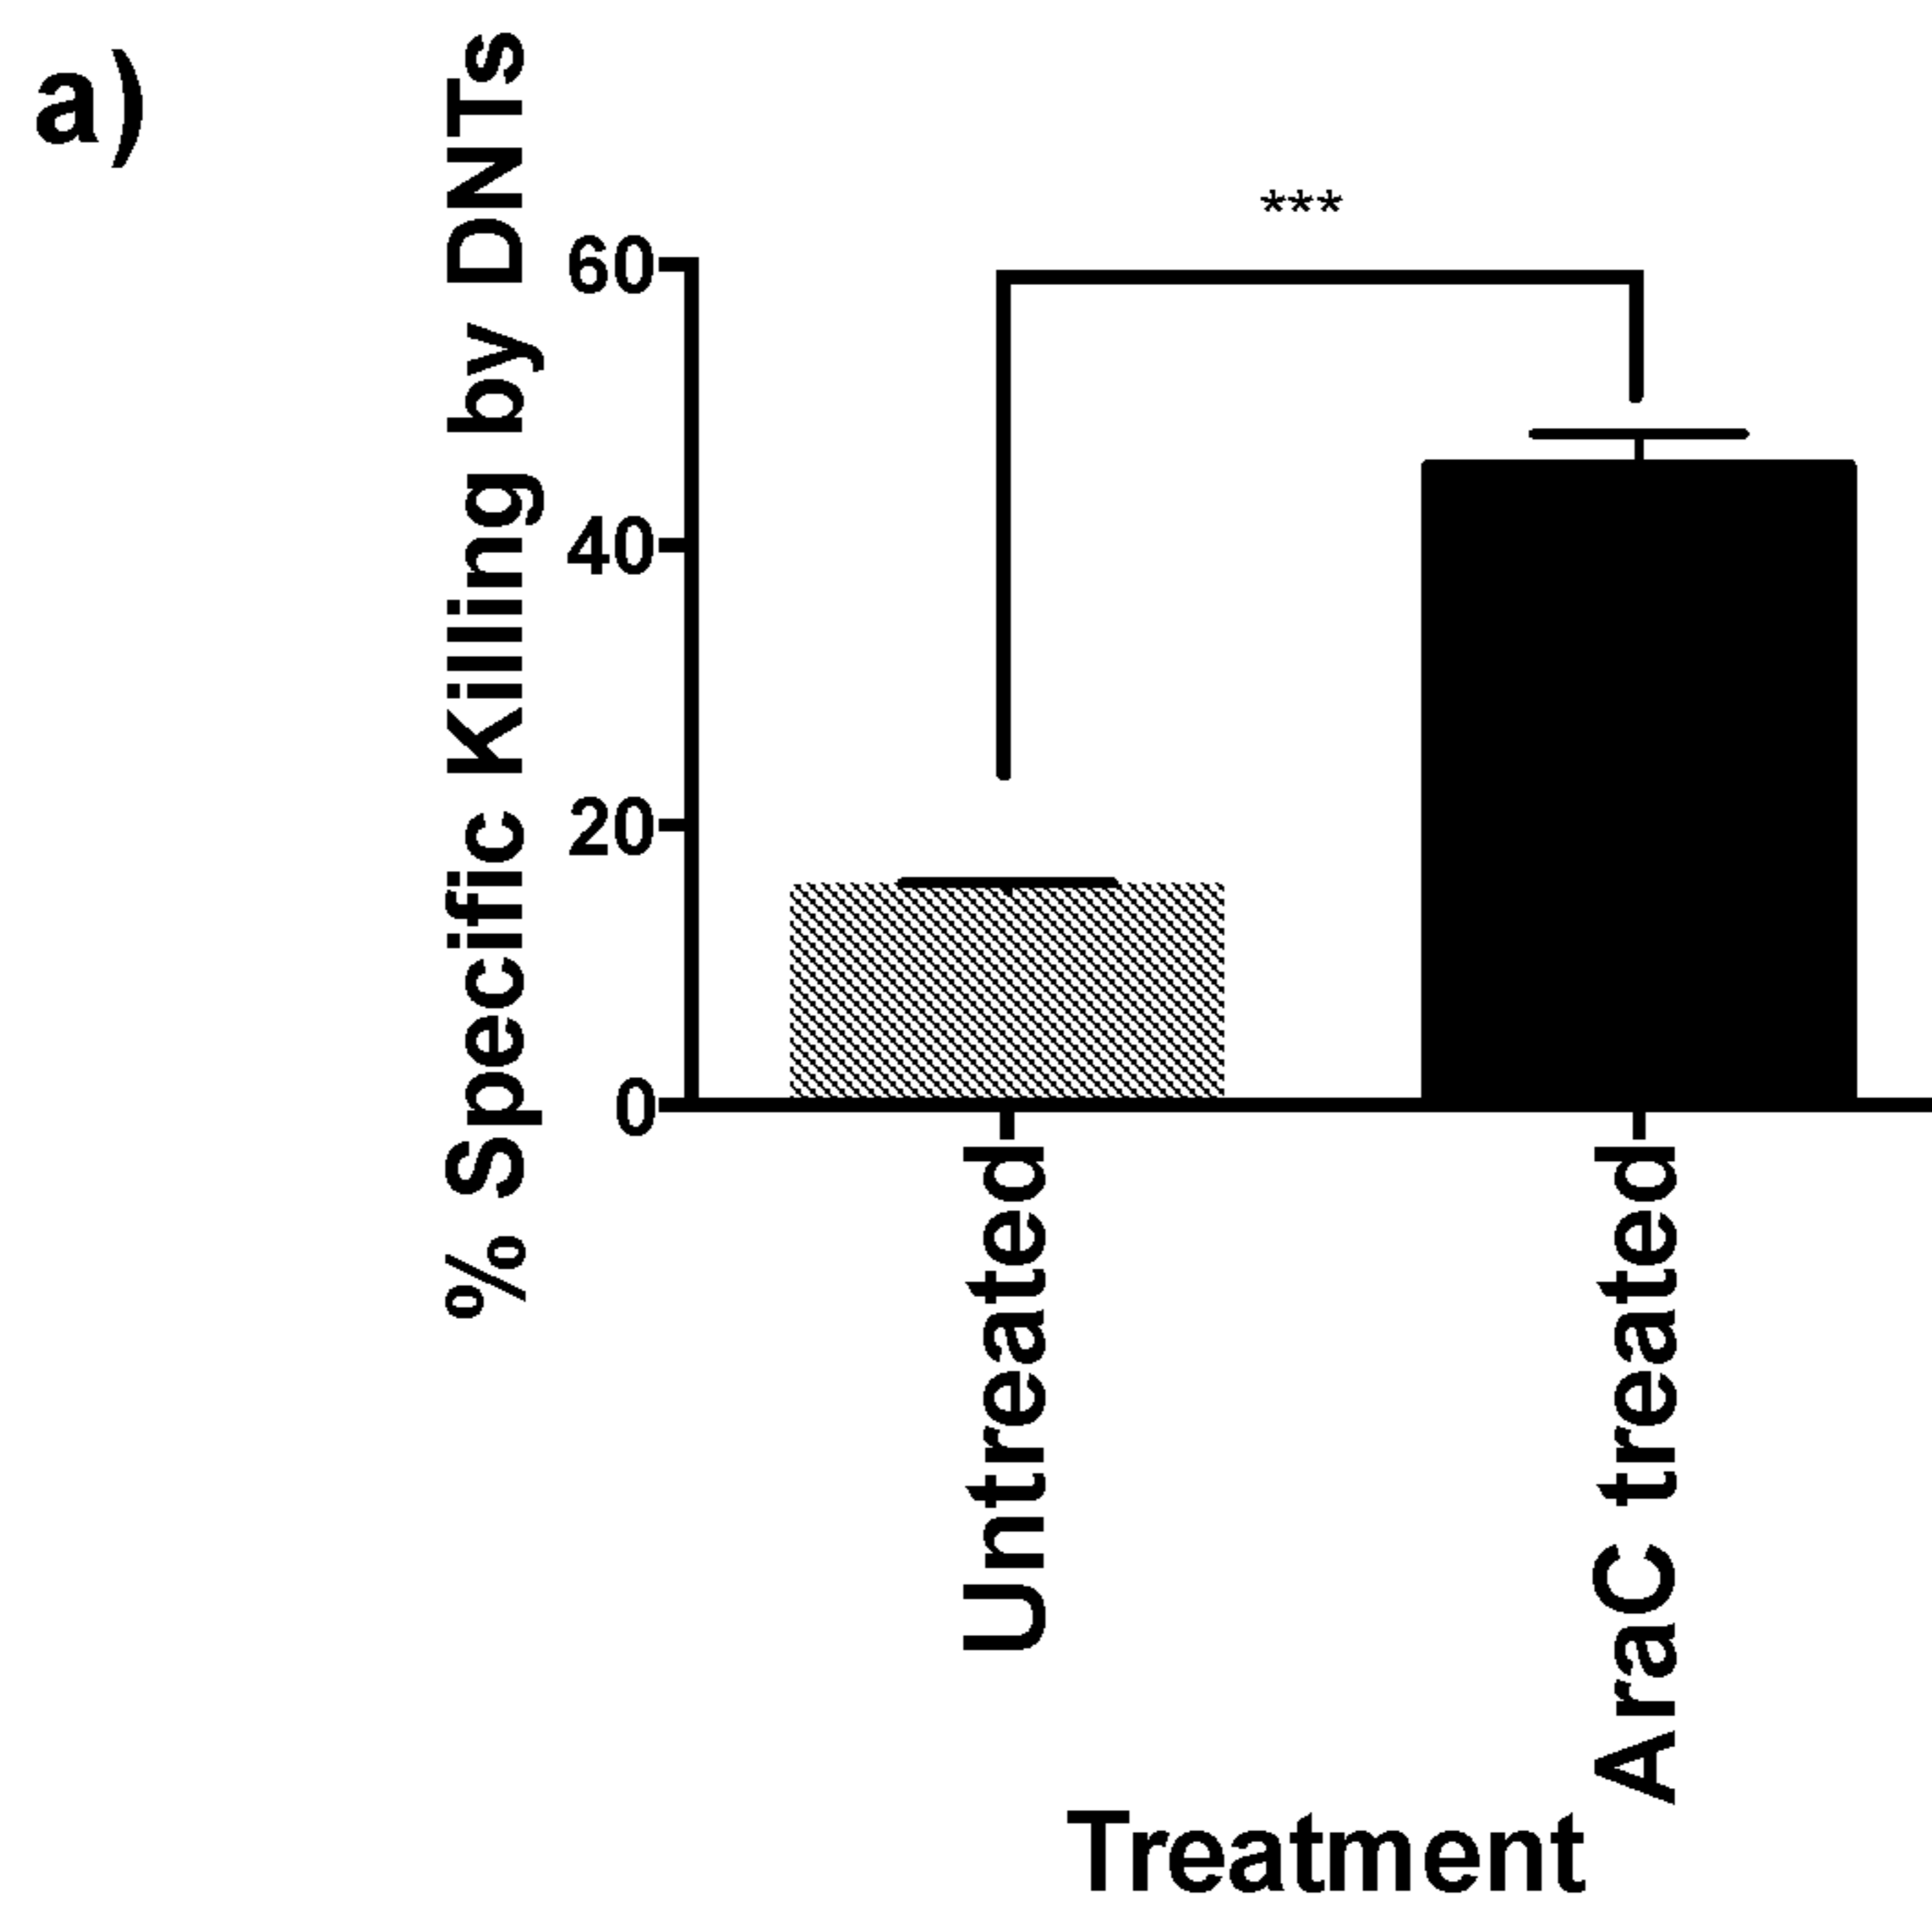 a)
% Specific Killing by DNTs
60
40
20
0
***
Untreated
AraC treated
Treatment